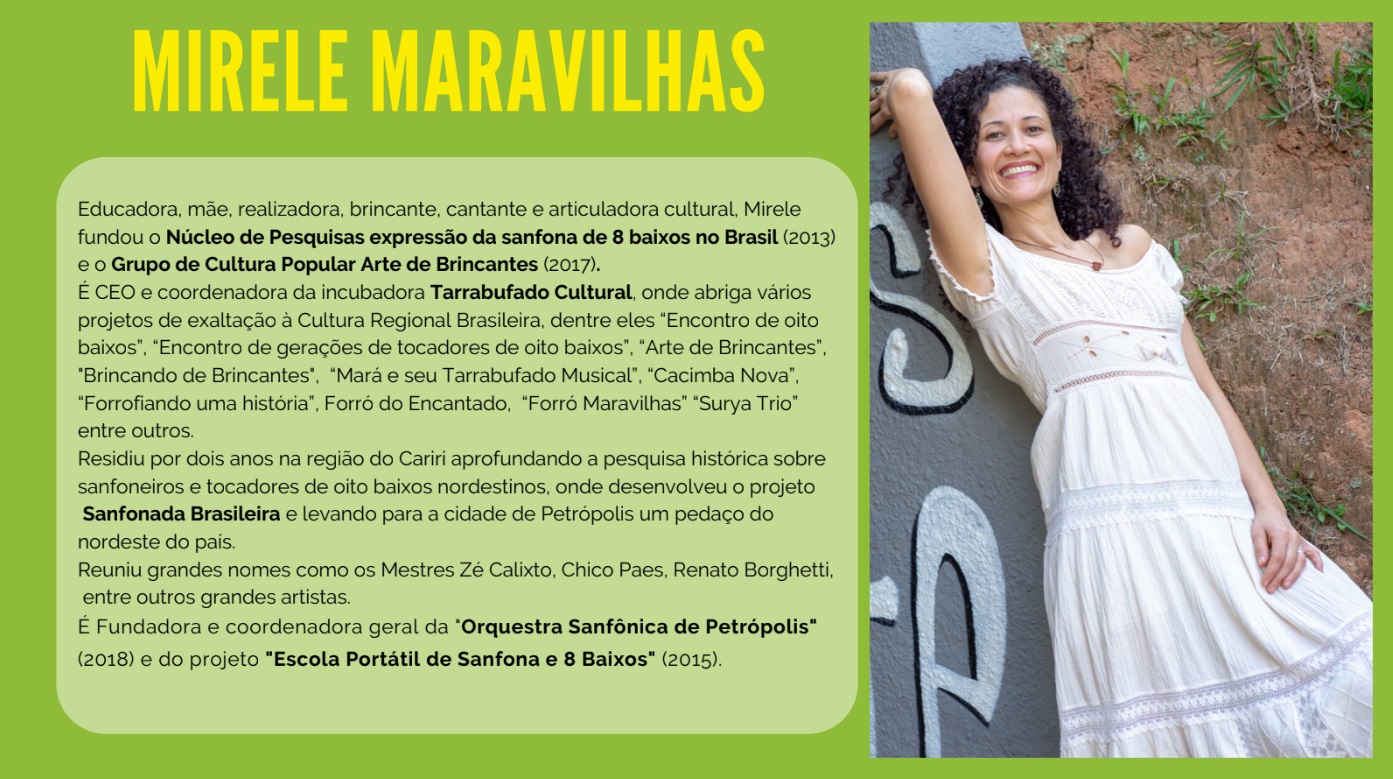 MIRELE MARAVILHAS
Educadora, mãe, realizadora, brincante, cantante e articuladora cultural, Mirele
fundou o Núcleo de Pesquisas expressão da sanfona de 8 baixos no Brasil (2013)
e o Grupo de Cultura Popular Arte de Brincantes (2017).
É CEO e coordenadora da incubadora Tarrabufado Cultural, onde abriga vários
projetos de exaltação à Cultura Regional Brasileira, dentre eles “Encontro de oito
baixos”, “Encontro de gerações de tocadores de oito baixos”, “Arte de Brincantes”,
"Brincando de Brincantes", “Mará e seu Tarrabufado Musical”, “Cacimba Nova”,
“Forrofiando uma história”, Forró do Encantado, “Forró Maravilhas” “Surya Trio”
entre outros.
Residiu por dois anos na região do Cariri aprofundando a pesquisa histórica sobre
sanfoneiros e tocadores de oito baixos nordestinos, onde desenvolveu o projeto
Sanfonada Brasileira e levando para a cidade de Petrópolis um pedaço do
nordeste do país.
Reuniu grandes nomes como os Mestres Zé Calixto, Chico Paes, Renato Borghetti,
entre outros grandes artistas.
É Fundadora e coordenadora geral da "Orquestra Sanfônica de Petrópolis"
(2018) e do projeto "Escola Portátil de Sanfona e 8 Baixos" (2015).